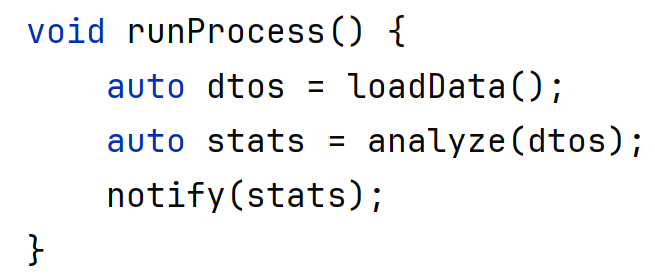 void runProcess() {
    auto dtos = loadData();
    auto stats = analyze(dtos);
    notify(stats);
}